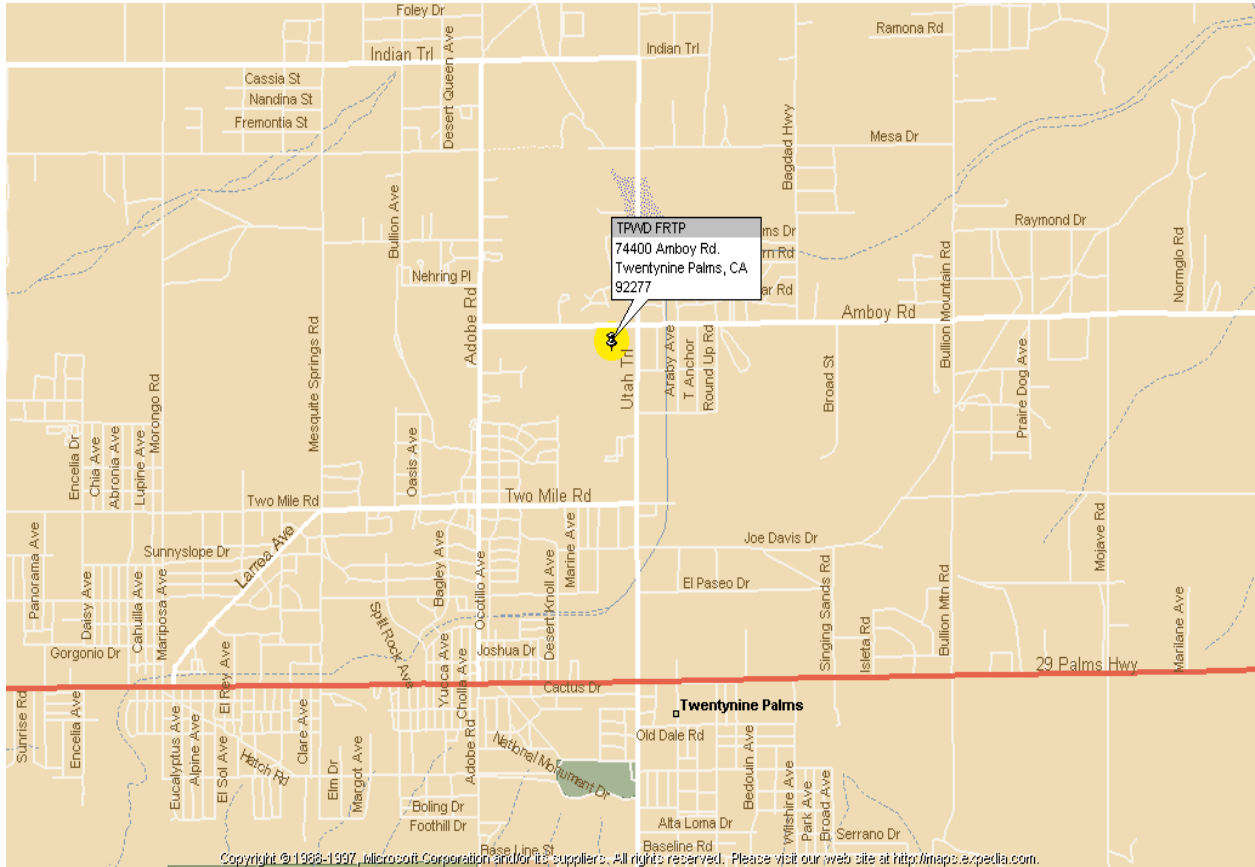 Foley Dr
Ramona Rd
Indian Trl
Indian Trl
Desert Queen Ave
Cassia St
Nandina St
Fremontia St
Bagdad Hwy
Mesa Dr
Bullion Ave
TPWD FRTP
74400 Amboy Rd.
Twentynine Palms, CA
92277
ms Dr
rn Rd
ar Rd
Raymond Dr
Normglo Rd
Nehring Pl
Adobe Rd
Mesquite Springs Rd
Bullion Mountain Rd
Amboy Rd
Utah Trl
Araby Ave
T Anchor
Round Up Rd
Broad St
Prairie Dog Ave
Morongo Rd
Encelia Dr
Chia Ave
Abronia Ave
Lupine Ave
Oasis Ave
Two Mile Rd
Two Mile Rd
Larrea Ave
Sunnyslope Dr
Joe Davis Dr
Mojave Rd
Panorama Ave
Daisy Ave
Cahuilla Ave
Mariposa Ave
Bagley Ave
Ocotillo Ave
Desert Knoll Ave
Marine Ave
El Paseo Dr
Singing Sands Rd
Isleta Rd
Bullion Mtn Rd
Marilane Ave
Gorgonio Dr
Split Rock Ave
Yucca Ave
Cholla Ave
Joshua Dr
29 Palms Hwy
Cactus Dr
Twentynine Palms
Sunrise Rd
Encelia Ave
Eucalyptus Ave
Alpine Ave
El Rey Ave
El Sol Ave
Clare Ave
Hatch Rd
Elm Dr
Margot Ave
Adobe Rd
National Monument Dr
Old Dale Rd
Bedouin Ave
Wiltshire Ave
Park Ave
Broad Ave
Boling Dr
Foothill Dr
Alta Loma Dr
Serrano Dr
Base Line St
Baseline Rd
Copyright © 1988-1997, Microsoft Corporation and/or its suppliers. All rights reserved. Please visit our web site at http://maps.expedia.com.